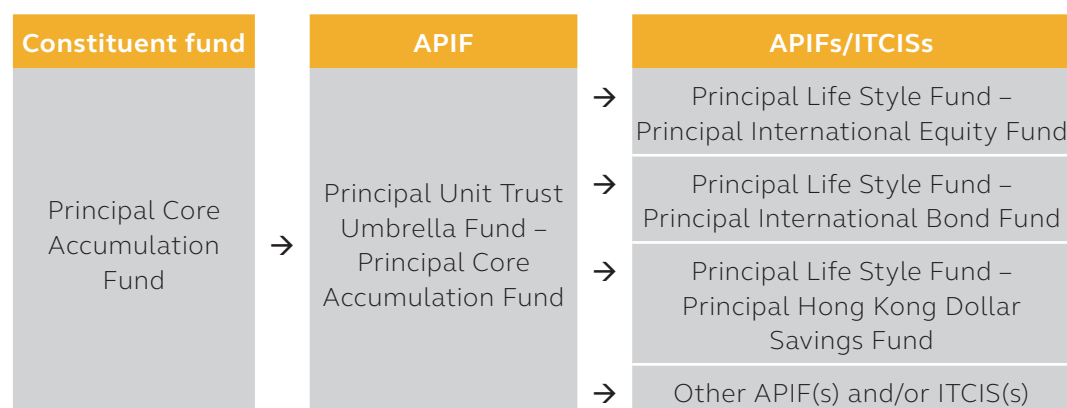 Constituent fund
APIF
APIFs/ITCISs
Principal Core
Accumulation
Fund
→
Principal Unit Trust
Umbrella Fund –
Principal Core
Accumulation Fund
→
Principal Life Style Fund –
Principal International Equity Fund
→
Principal Life Style Fund –
Principal International Bond Fund
→
Principal Life Style Fund –
Principal Hong Kong Dollar
Savings Fund
→
Other APIF(s) and/or ITCIS(s)